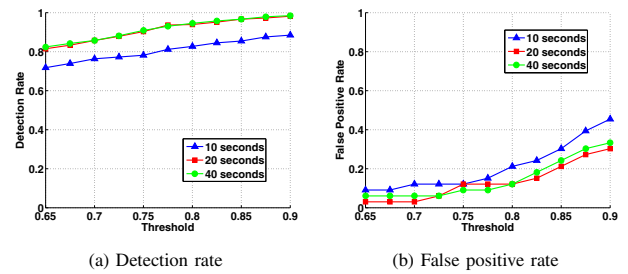 1
0.8
0.6
0.4
0.2
0
Detection Rate
10 seconds
20 seconds
40 seconds
0.65 0.7 0.75 0.8 0.85 0.9
Threshold
(a) Detection rate
1
0.8
0.6
0.4
0.2
0
False Positive Rate
10 seconds
20 seconds
40 seconds
0.65 0.7 0.75 0.8 0.85 0.9
Threshold
(b) False positive rate